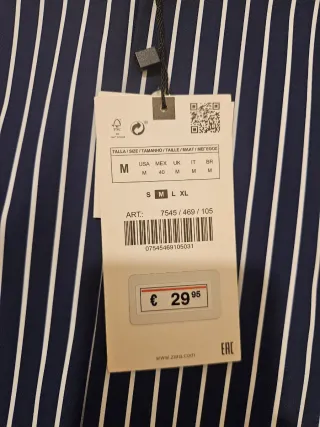 FSC
TALLA / SIZE / TAMANHO / TAILLE / MAAT / ΜΕΓΕΘΟΣ
M USA MEX UK IT BR
M 40 M M M
S M L XL
ART.: 7545 / 469 / 105
07545469105031
€ 29 95
www.zara.com
EAC